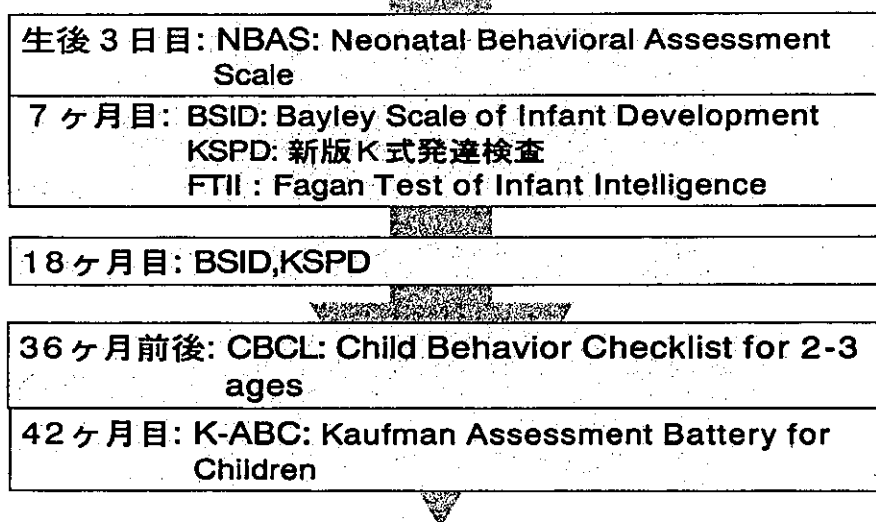 生後3日目: NBAS: Neonatal Behavioral Assessment
Scale
7ヶ月目: BSID: Bayley Scale of Infant Development
KSPD: 新版K式発達検査
FTII : Fagan Test of Infant Intelligence
18ヶ月目: BSID,KSPD
36ヶ月前後: CBCL: Child Behavior Checklist for 2-3
ages
42ヶ月目: K-ABC: Kaufman Assessment Battery for
Children